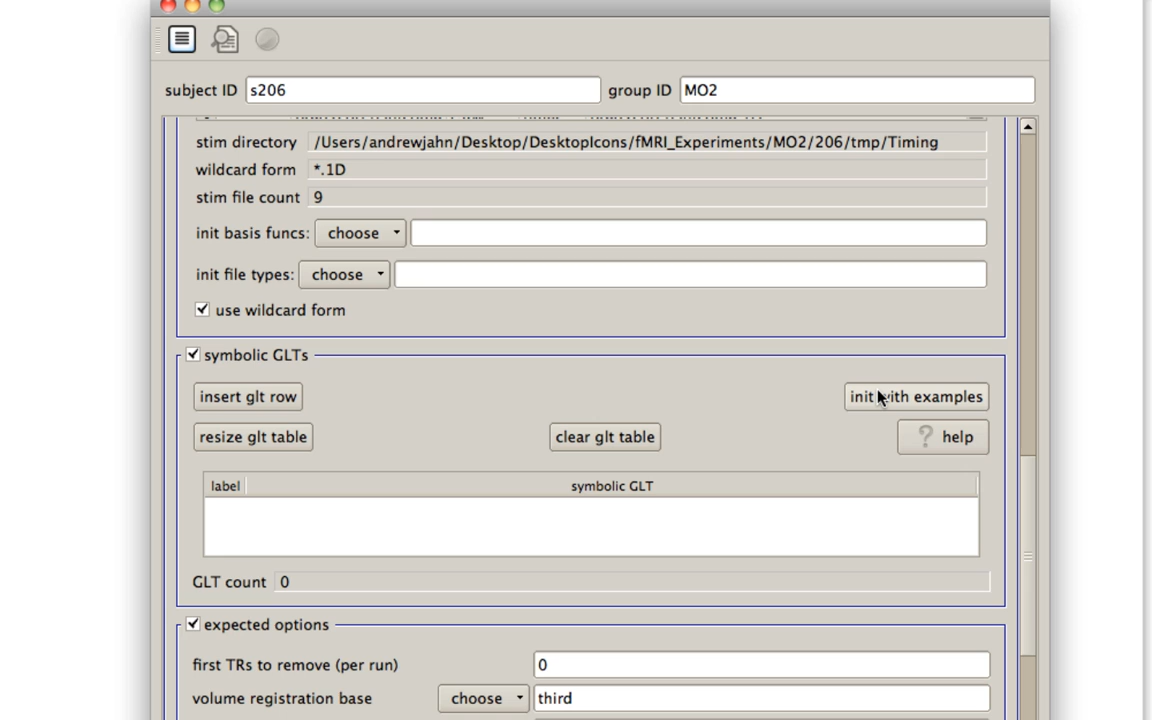 subject ID s206 group ID MO2
stim directory /Users/andrewjahn/Desktop/DesktopIcons/fMRI_Experiments/MO2/206/tmp/Timing
wildcard form *.1D
stim file count 9
init basis funcs: choose
init file types: choose
use wildcard form
symbolic GLTs
insert glt row init with examples
resize glt table clear glt table ? help
label symbolic GLT
GLT count 0
expected options
first TRs to remove (per run) 0
volume registration base choose third